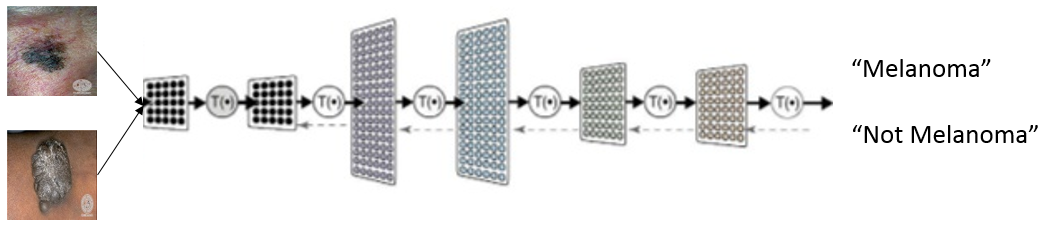 T(•)
T(•)
T(•)
T(•)
T(•)
T(•)
“Melanoma”
“Not Melanoma”